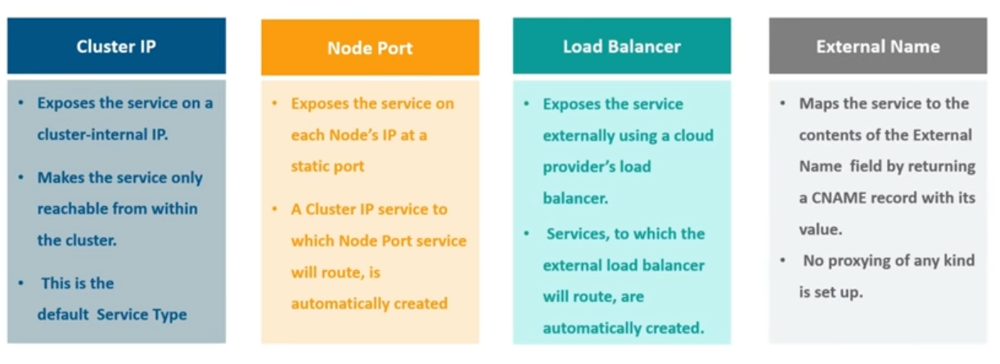 Cluster IP
• Exposes the service on a
cluster-internal IP.
• Makes the service only
reachable from within
the cluster.
• This is the
default Service Type
Node Port
• Exposes the service on
each Node's IP at a
static port
• A Cluster IP service to
which Node Port service
will route, is
automatically created
Load Balancer
• Exposes the service
externally using a cloud
provider's load
balancer.
• Services, to which the
external load balancer
will route, are
automatically created.
External Name
• Maps the service to the
contents of the External
Name field by returning
a CNAME record with its
value.
• No proxying of any kind
is set up.